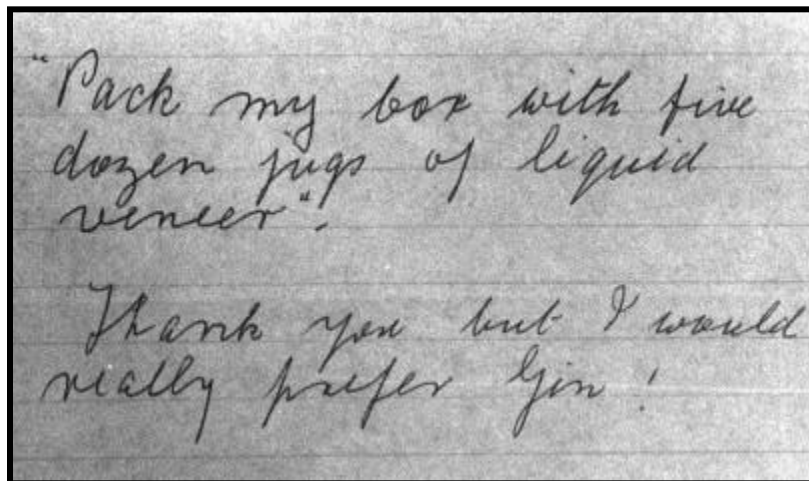 "Pack my box with five
dozen jugs of liquid
veneer".
Thank you but I would
really prefer Gin!